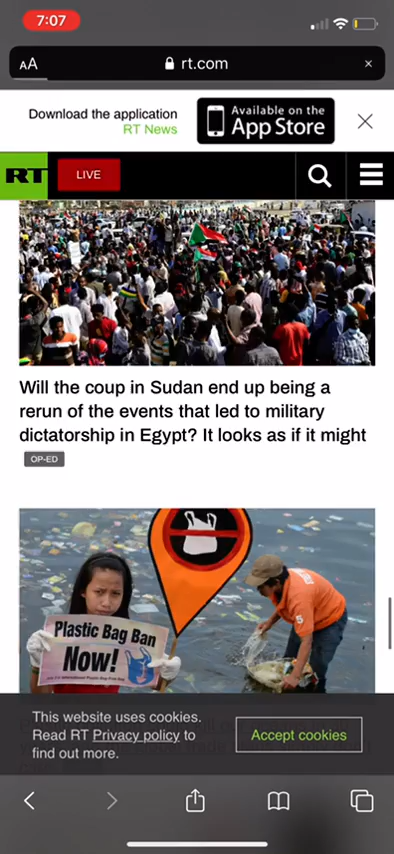 7:07
AA
rt.com
×
Download the application
RT News
Available on the
App Store
RT
LIVE
Will the coup in Sudan end up being a
rerun of the events that led to military
dictatorship in Egypt? It looks as if it might
OP-ED
Plastic Bag Ban
Now!
This website uses cookies.
Read RT Privacy policy to
find out more.
Accept cookies